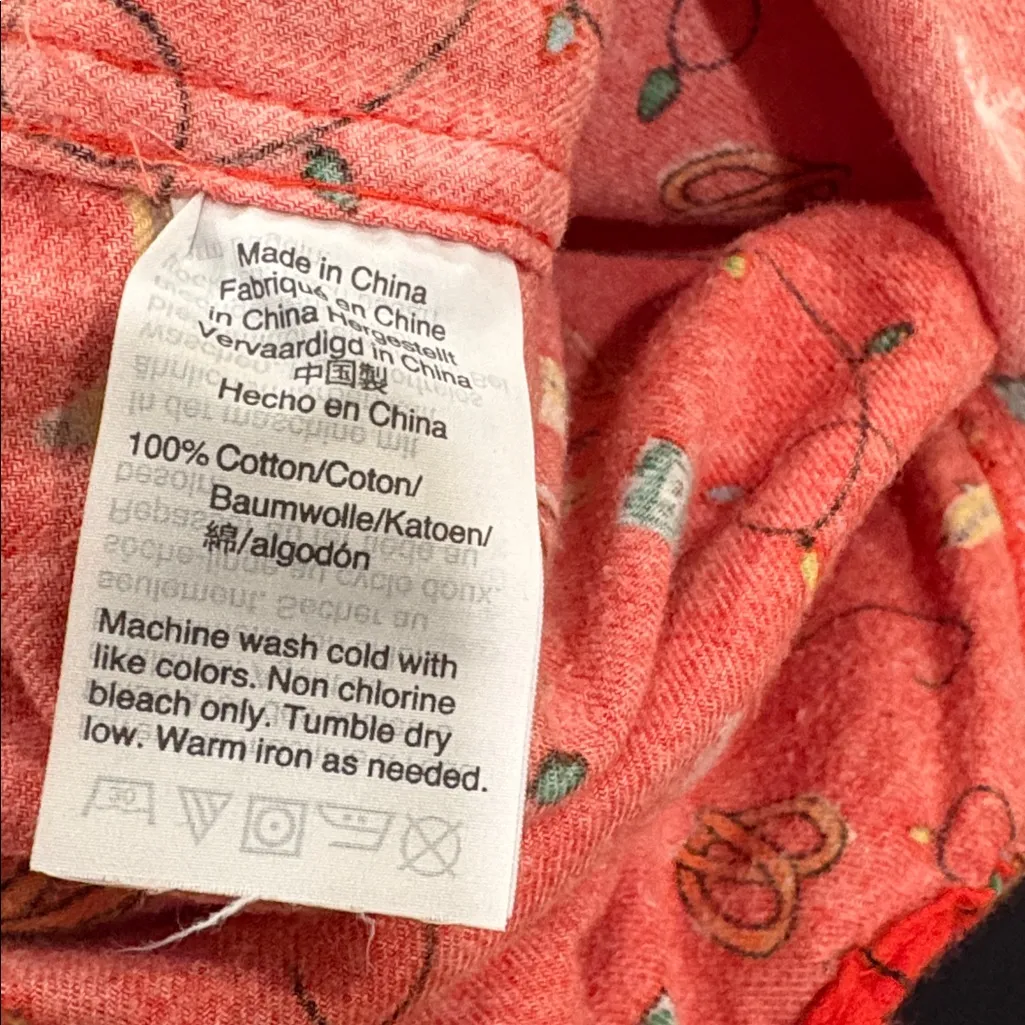 Made in China
Fabriqué en Chine
in China Hergestellt
Vervaardigd in China
中国製
Hecho en China
100% Cotton/Coton/
Baumwolle/Katoen/
綿/algodón
Machine wash cold with
like colors. Non chlorine
bleach only. Tumble dry
low. Warm iron as needed.